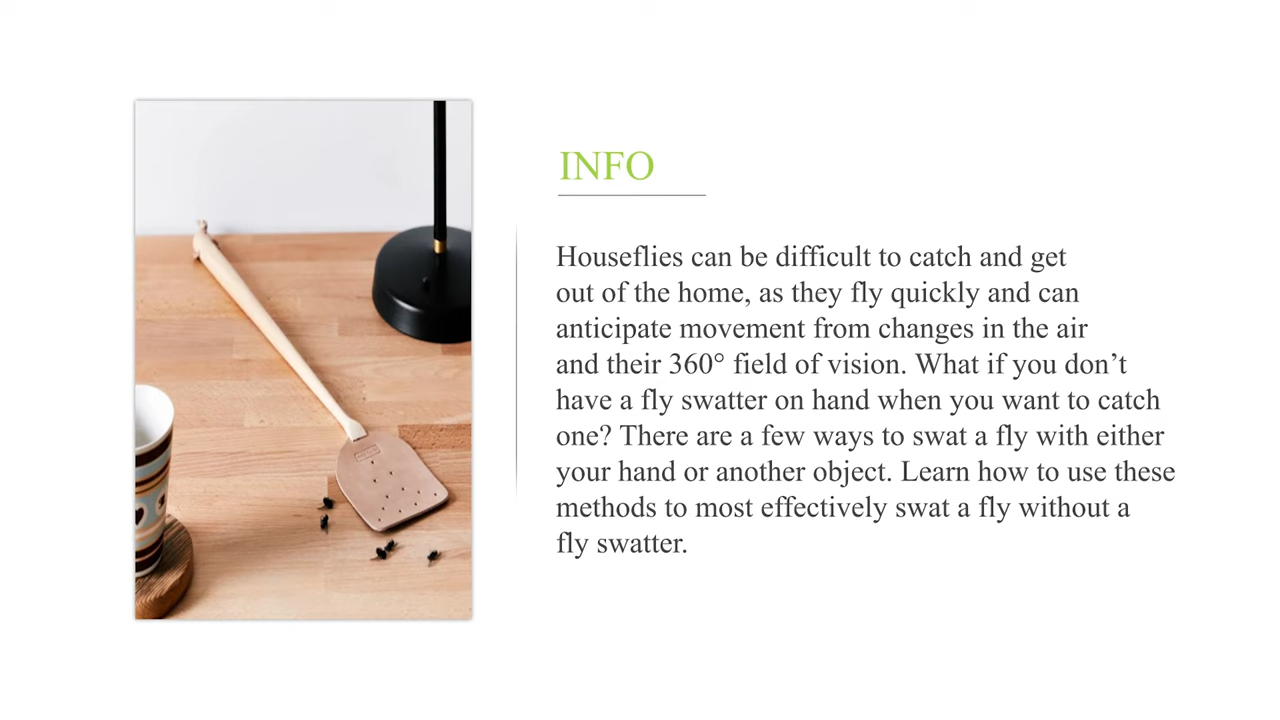 INFO
Houseflies can be difficult to catch and get
out of the home, as they fly quickly and can
anticipate movement from changes in the air
and their 360° field of vision. What if you don’t
have a fly swatter on hand when you want to catch
one? There are a few ways to swat a fly with either
your hand or another object. Learn how to use these
methods to most effectively swat a fly without a
fly swatter.